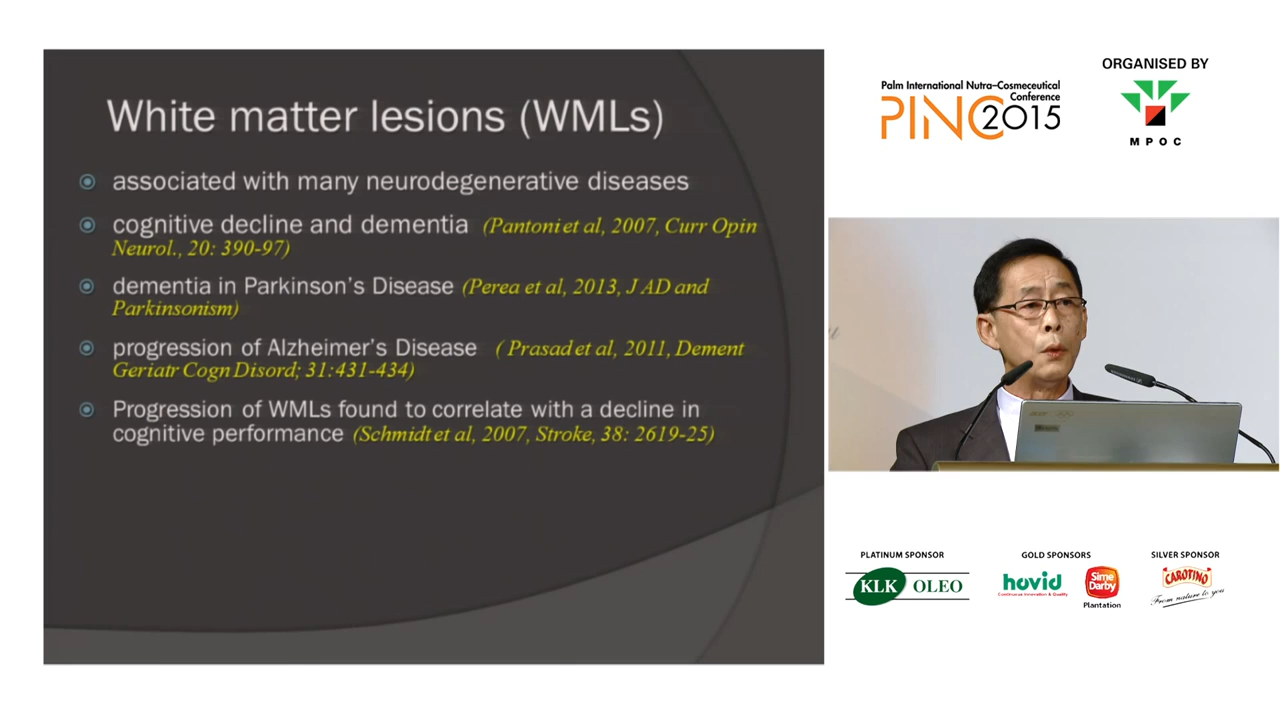 White matter lesions (WMLs)
associated with many neurodegenerative diseases
cognitive decline and dementia (Pantoni et al, 2007, Curr Opin
Neurol., 20: 390-97)
dementia in Parkinson's Disease (Perea et al, 2013, J AD and
Parkinsonism)
progression of Alzheimer's Disease ( Prasad et al, 2011, Dement
Geriatr Cogn Disord; 31:431-434)
Progression of WMLs found to correlate with a decline in
cognitive performance (Schmidt et al, 2007, Stroke, 38: 2619-25)
Palm International Nutra-Cosmeceutical
Conference
PINC 2015
ORGANISED BY
MPOC
acer
PLATINUM SPONSOR
KLK OLEO
GOLD SPONSORS
hovid
Continuous Innovation & Quality
Sime
Darby
Plantation
SILVER SPONSOR
CAROTINO
From nature to you